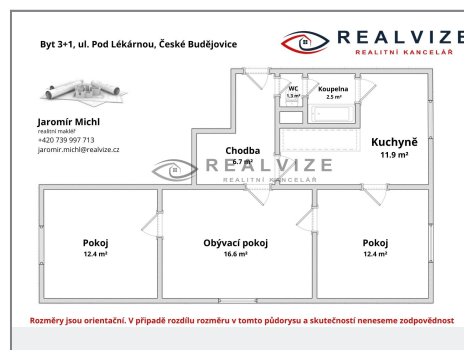 Byt 3+1, ul. Pod Lékárnou, České Budějovice
REALVIZE
REALITNÍ KANCELÁŘ
Jaromír Michl
realitní makléř
+420 739 997 713
jaromir.michl@realvize.cz
WC
1.3 m²
Koupelna
2.5 m²
Chodba
6.7 m²
Kuchyně
11.9 m²
REALVIZE
REALITNÍ KANCELÁŘ
Pokoj
12.4 m²
Obývací pokoj
16.6 m²
Pokoj
12.4 m²
Rozměry jsou orientační. V případě rozdílu rozměru v tomto půdorysu a skutečností neneseme zodpovědnost